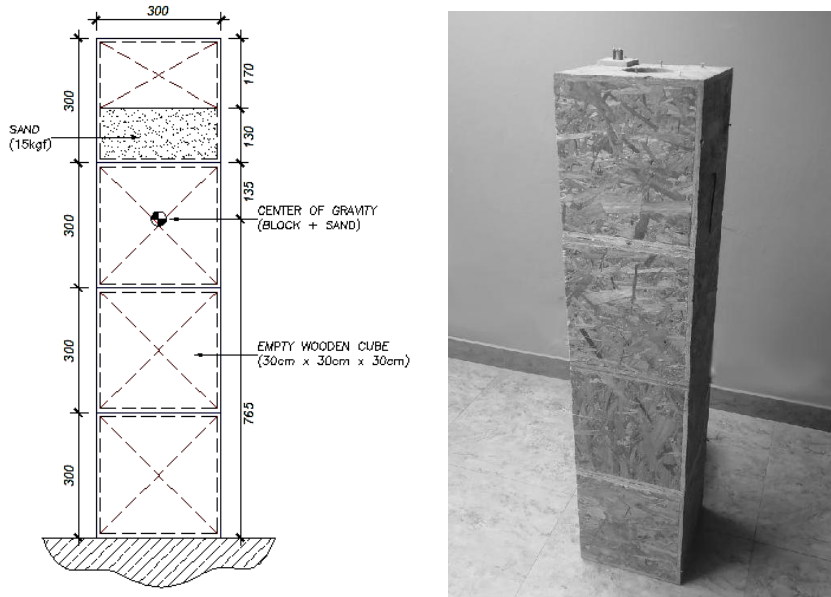 300
300
170
SAND
(15kgf)
130
135
300
CENTER OF GRAVITY
(BLOCK + SAND)
300
EMPTY WOODEN CUBE
(30cm x 30cm x 30cm)
765
300